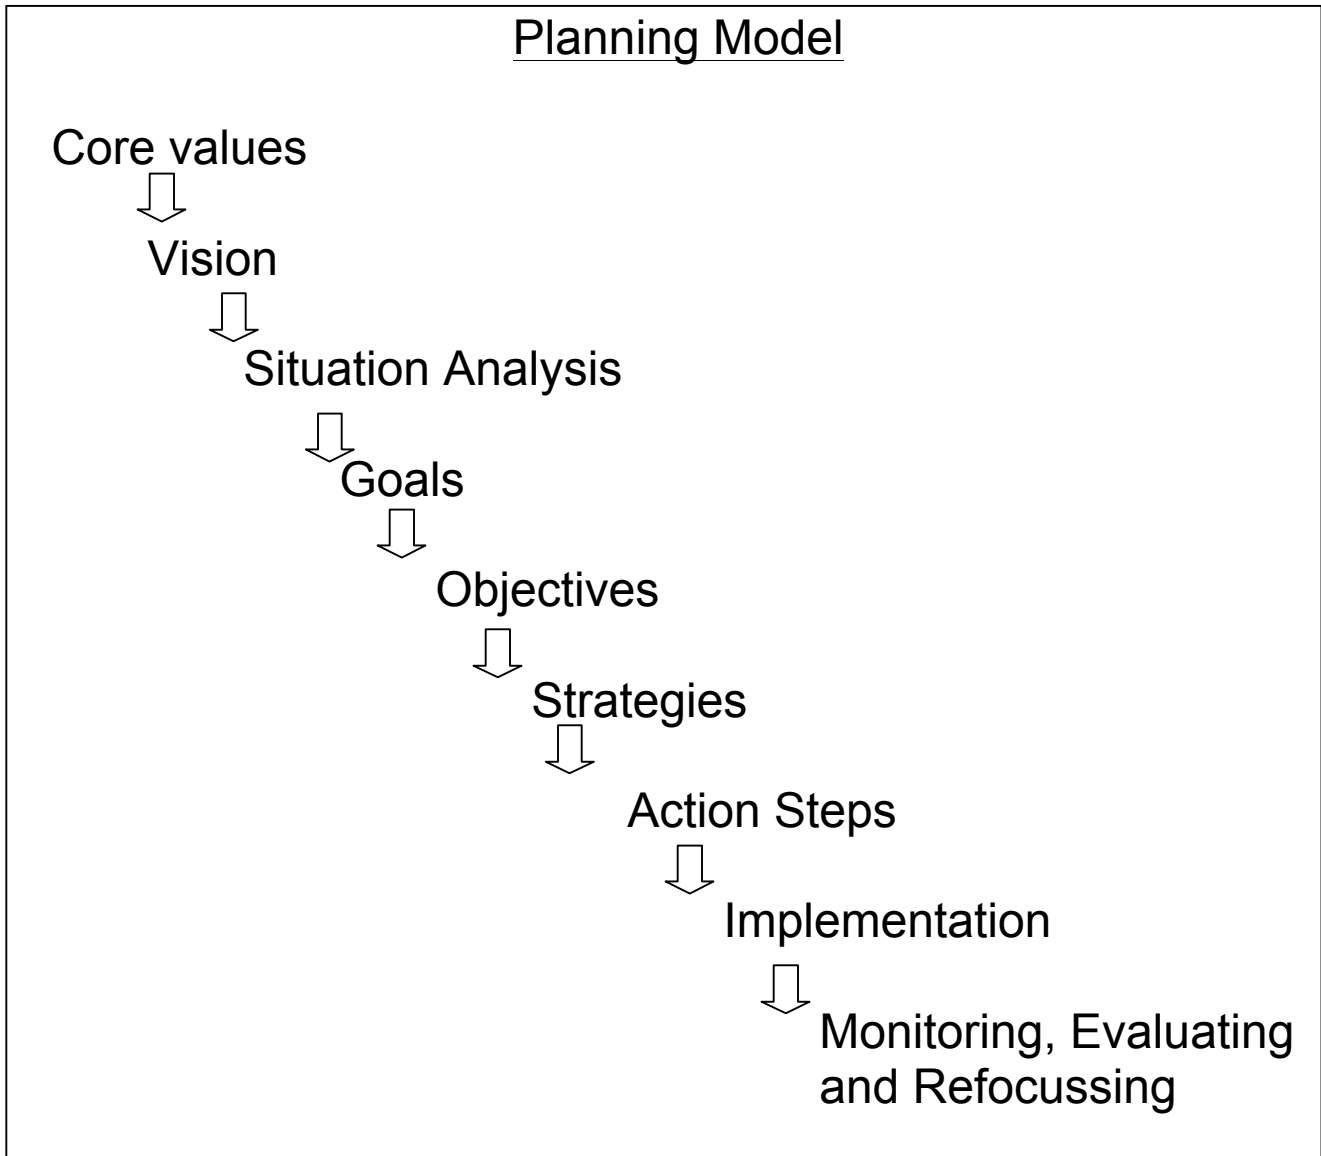 Planning Model
Core values
Vision
Situation Analysis
Goals
Objectives
Strategies
Action Steps
Implementation
Monitoring, Evaluating
and Refocussing